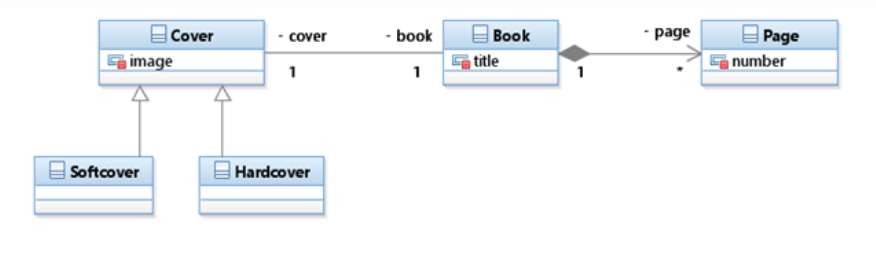 Cover
image
- cover
1
- book
1
Book
title
1
- page
*
Page
number
Softcover
Hardcover